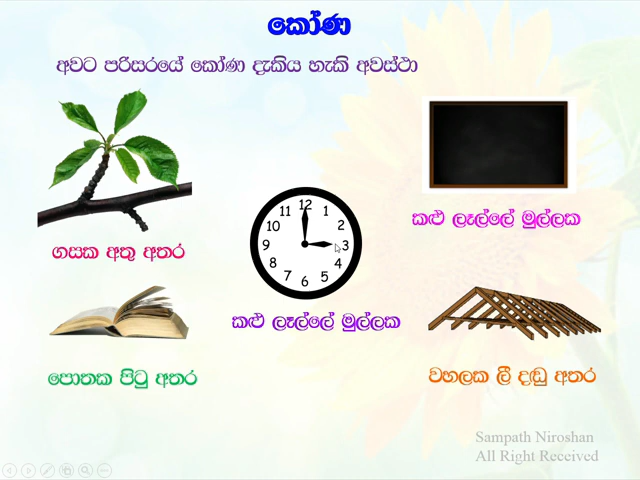 කෝණ
අවට පරිසරයේ කෝණ දැකිය හැකි අවස්ථා
ගසක අතු අතර
කළු ලෑල්ලේ මුල්ලක
12
11 1
10 2
9 3
8 4
7 5
6
කළු ලෑල්ලේ මුල්ලක
පොතක පිටු අතර
වහලක ලී දඬු අතර
Sampath Niroshan
All Right Received